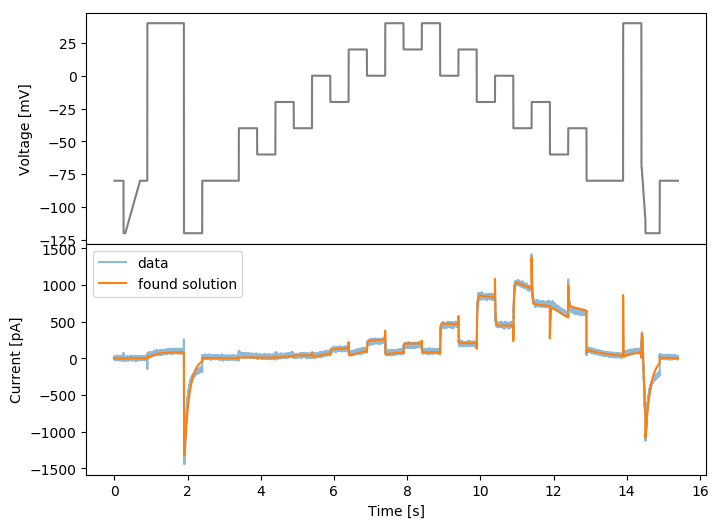 Voltage [mV]
25
0
−25
−50
−75
−100
−125
Current [pA]
1500
1000
500
0
−500
−1000
−1500
data
found solution
0 2 4 6 8 10 12 14 16
Time [s]